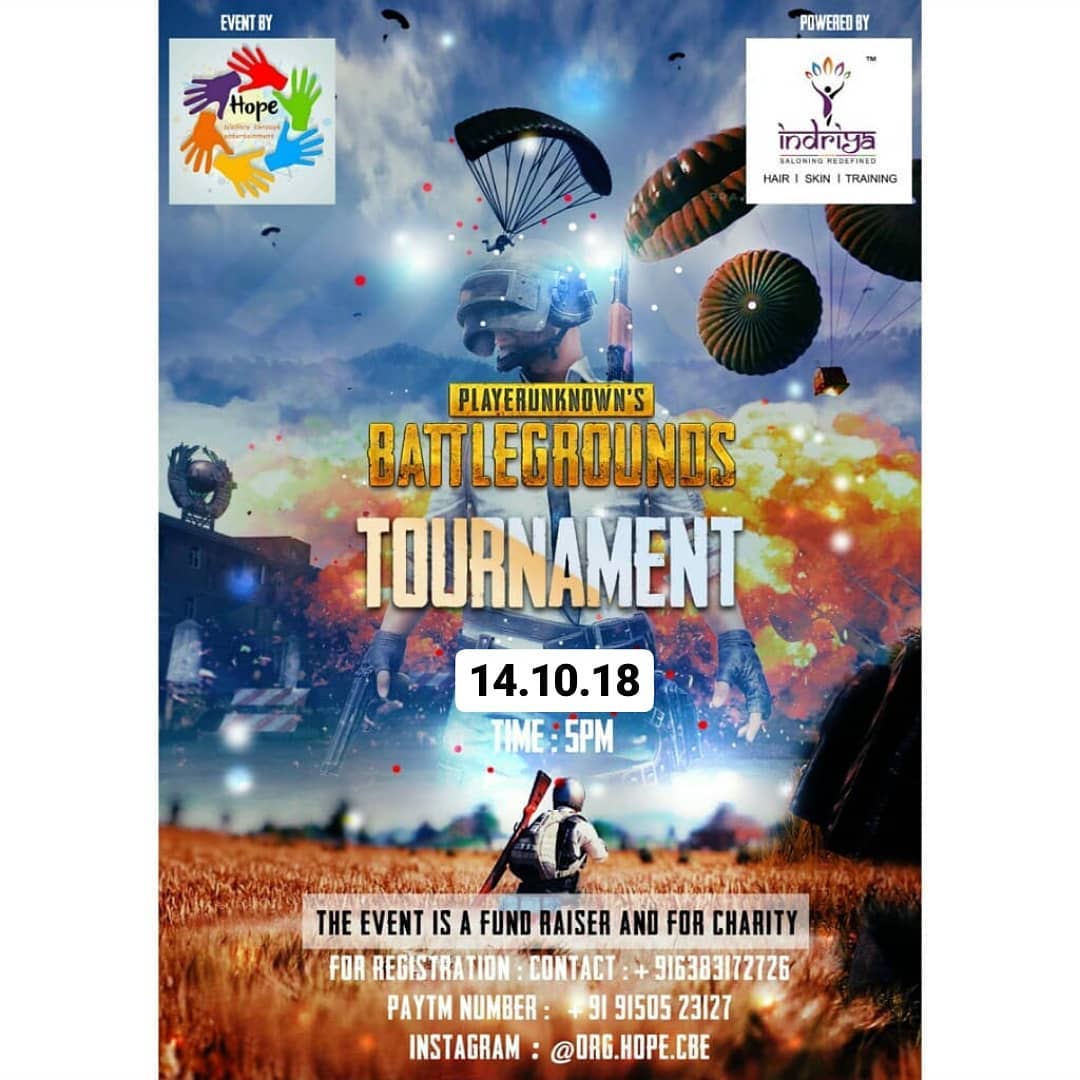 EVENT BY
Hope
POWERED BY
TM
indriya
SALONING REDEFINED
HAIR | SKIN | TRAINING
PLAYERUNKNOWN'S
BATTLEGROUNDS
TOURNAMENT
14.10.18
TIME : 5PM
THE EVENT IS A FUND RAISER AND FOR CHARITY
FOR REGISTRATION : CONTACT : + 916383172726
PAYTM NUMBER : + 91 91505 23127
INSTAGRAM : @ORG.HOPE.CBE